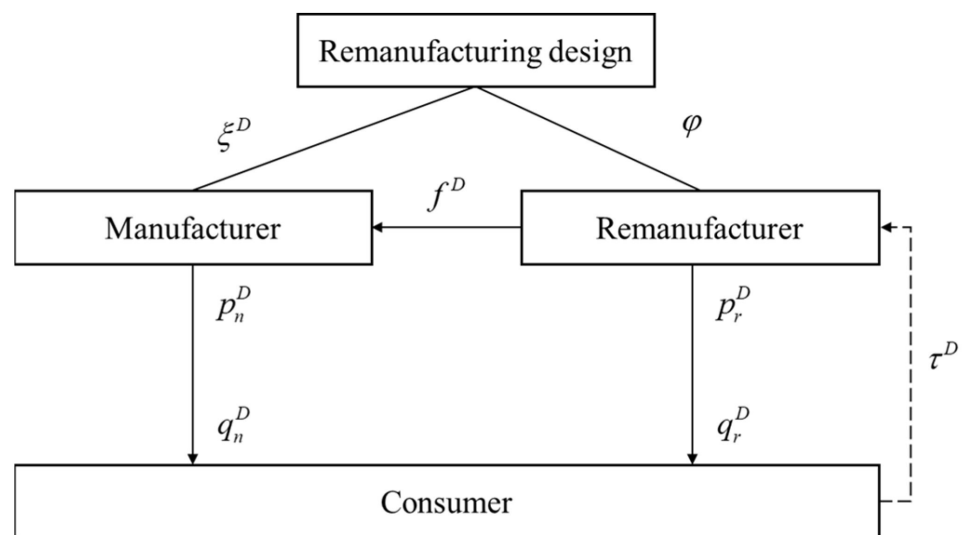 Remanufacturing design
ξ^D
φ
f^D
Manufacturer
Remanufacturer
p_n^D
p_r^D
τ^D
q_n^D
q_r^D
Consumer